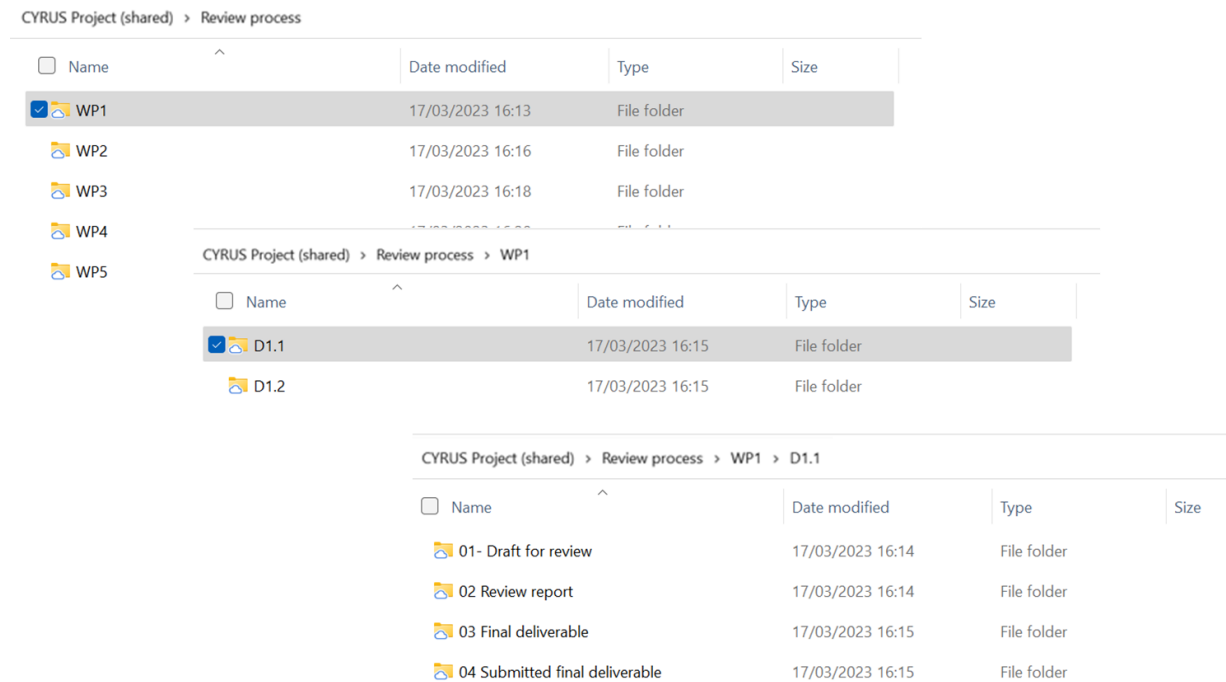 CYRUS Project (shared) > Review process
Name Date modified Type Size
WP1 17/03/2023 16:13 File folder
WP2 17/03/2023 16:16 File folder
WP3 17/03/2023 16:18 File folder
WP4
WP5
CYRUS Project (shared) > Review process > WP1
Name Date modified Type Size
D1.1 17/03/2023 16:15 File folder
D1.2 17/03/2023 16:15 File folder
CYRUS Project (shared) > Review process > WP1 > D1.1
Name Date modified Type Size
01- Draft for review 17/03/2023 16:14 File folder
02 Review report 17/03/2023 16:14 File folder
03 Final deliverable 17/03/2023 16:15 File folder
04 Submitted final deliverable 17/03/2023 16:15 File folder